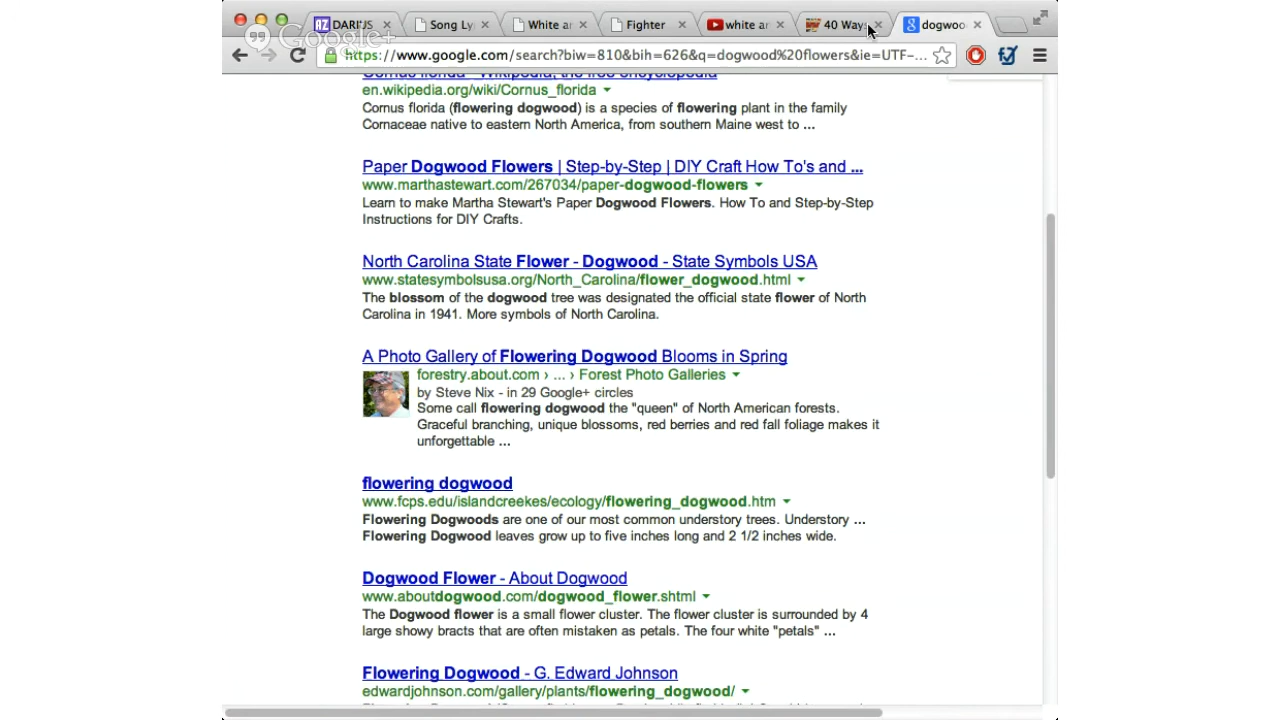 DARIUS
Song Ly
White ar
Fighter
white ar
40 Ways
dogwoo
Google+
https://www.google.com/search?biw=810&bih=626&q=dogwood%20flowers&ie=UTF-...
Cornus florida - Wikipedia, the free encyclopedia
en.wikipedia.org/wiki/Cornus_florida
Cornus florida (flowering dogwood) is a species of flowering plant in the family
Cornaceae native to eastern North America, from southern Maine west to ...
Paper Dogwood Flowers | Step-by-Step | DIY Craft How To's and ...
www.marthastewart.com/267034/paper-dogwood-flowers
Learn to make Martha Stewart's Paper Dogwood Flowers. How To and Step-by-Step
Instructions for DIY Crafts.
North Carolina State Flower - Dogwood - State Symbols USA
www.statesymbolsusa.org/North_Carolina/flower_dogwood.html
The blossom of the dogwood tree was designated the official state flower of North
Carolina in 1941. More symbols of North Carolina.
A Photo Gallery of Flowering Dogwood Blooms in Spring
forestry.about.com › ... › Forest Photo Galleries
by Steve Nix - in 29 Google+ circles
Some call flowering dogwood the "queen" of North American forests.
Graceful branching, unique blossoms, red berries and red fall foliage makes it
unforgettable ...
flowering dogwood
www.fcps.edu/islandcreekes/ecology/flowering_dogwood.htm
Flowering Dogwoods are one of our most common understory trees. Understory ...
Flowering Dogwood leaves grow up to five inches long and 2 1/2 inches wide.
Dogwood Flower - About Dogwood
www.aboutdogwood.com/dogwood_flower.shtml
The Dogwood flower is a small flower cluster. The flower cluster is surrounded by 4
large showy bracts that are often mistaken as petals. The four white "petals" ...
Flowering Dogwood - G. Edward Johnson
edwardjohnson.com/gallery/plants/flowering_dogwood/